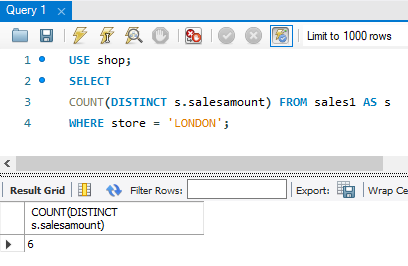 Query 1
Limit to 1000 rows
1 USE shop;
2 SELECT
3 COUNT(DISTINCT s.salesamount) FROM sales1 AS s
4 WHERE store = 'LONDON';
Result Grid Filter Rows: Export: Wrap Ce
COUNT(DISTINCT
s.salesamount)
6